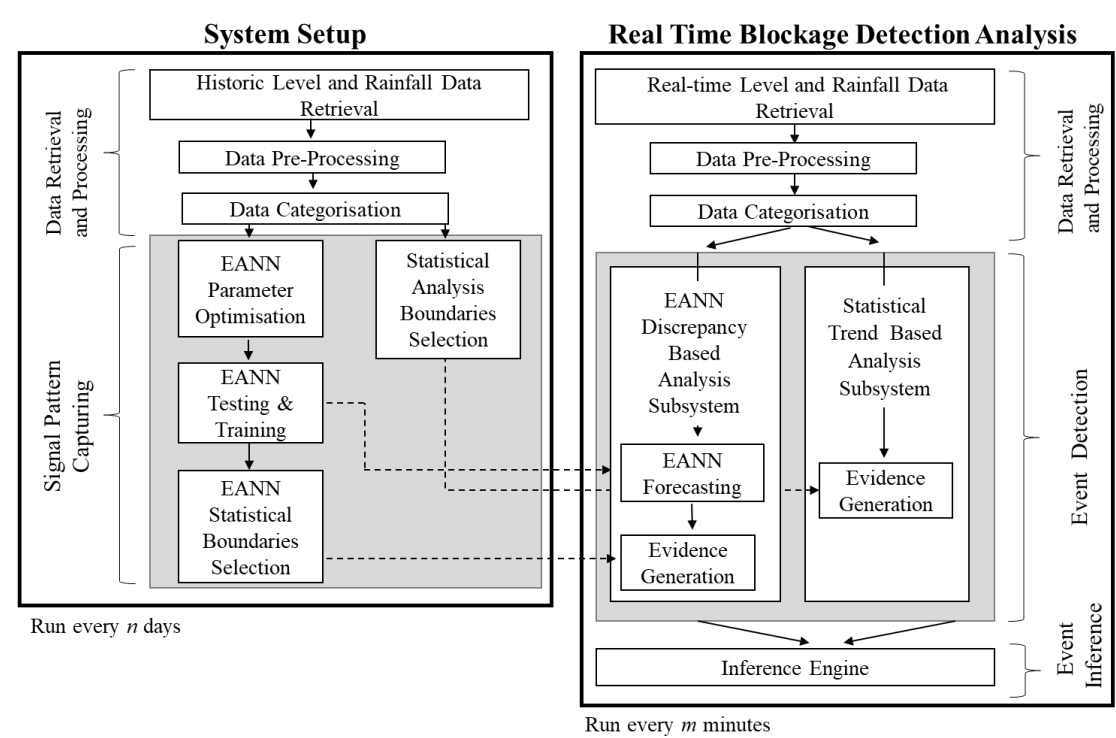 System Setup
Historic Level and Rainfall Data
Retrieval
Data Pre-Processing
Data Categorisation
EANN
Parameter
Optimisation
Statistical
Analysis
Boundaries
Selection
EANN
Testing &
Training
EANN
Statistical
Boundaries
Selection
Data Retrieval
and Processing
Signal Pattern
Capturing
Run every n days
Real Time Blockage Detection Analysis
Real-time Level and Rainfall Data
Retrieval
Data Pre-Processing
Data Categorisation
EANN
Discrepancy
Based
Analysis
Subsystem
EANN
Forecasting
Evidence
Generation
Statistical
Trend Based
Analysis
Subsystem
Evidence
Generation
Inference Engine
Data Retrieval
and Processing
Event Detection
Event
Inference
Run every m minutes